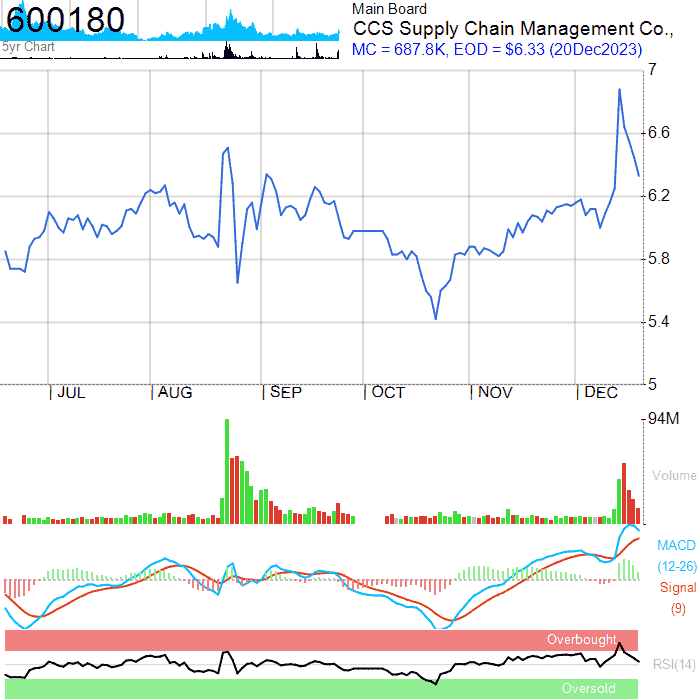 600180
5yr Chart
Main Board
CCS Supply Chain Management Co.,
MC = 687.8K, EOD = $6.33 (20Dec2023)
7
6.6
6.2
5.8
5.4
5
JUL AUG SEP OCT NOV DEC
94M
Volume
MACD
(12-26)
Signal
(9)
Overbought
RSI(14)
Oversold